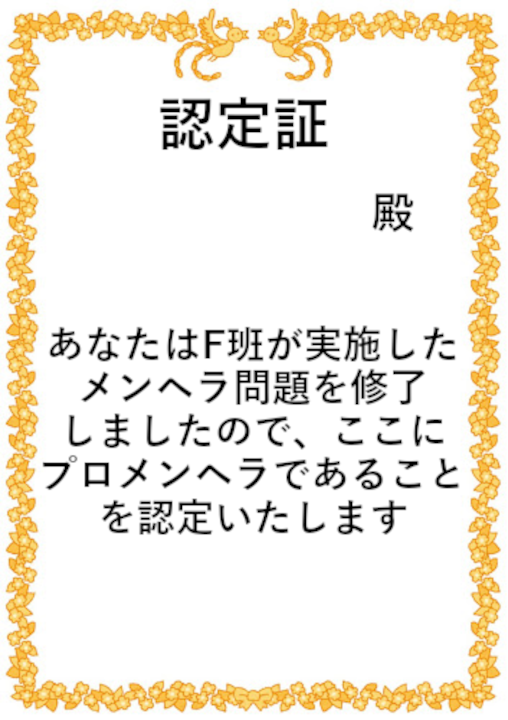 認定証
殿
あなたはF班が実施した
メンヘラ問題を修了
しましたので、ここに
プロメンヘラであること
を認定いたします